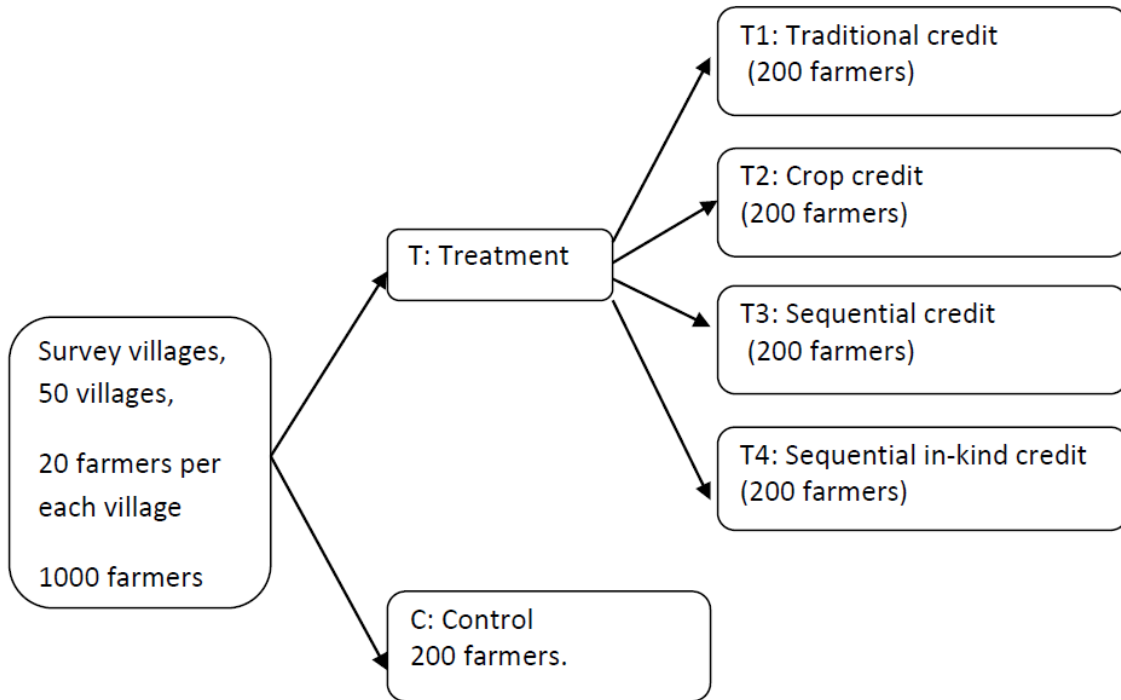 Survey villages,
50 villages,
20 farmers per
each village
1000 farmers
T: Treatment
C: Control
200 farmers.
T1: Traditional credit
(200 farmers)
T2: Crop credit
(200 farmers)
T3: Sequential credit
(200 farmers)
T4: Sequential in-kind credit
(200 farmers)